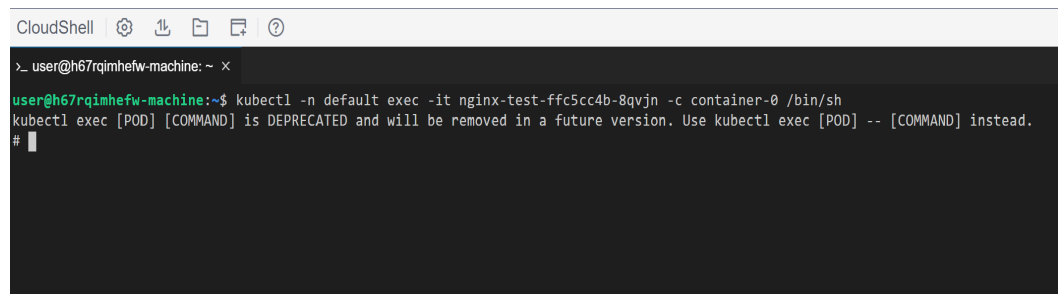 CloudShell
>_ user@h67rqimhefw-machine: ~ ×
user@h67rqimhefw-machine:~$ kubectl -n default exec -it nginx-test-ffc5cc4b-8qvjn -c container-0 /bin/sh
kubectl exec [POD] [COMMAND] is DEPRECATED and will be removed in a future version. Use kubectl exec [POD] -- [COMMAND] instead.
#